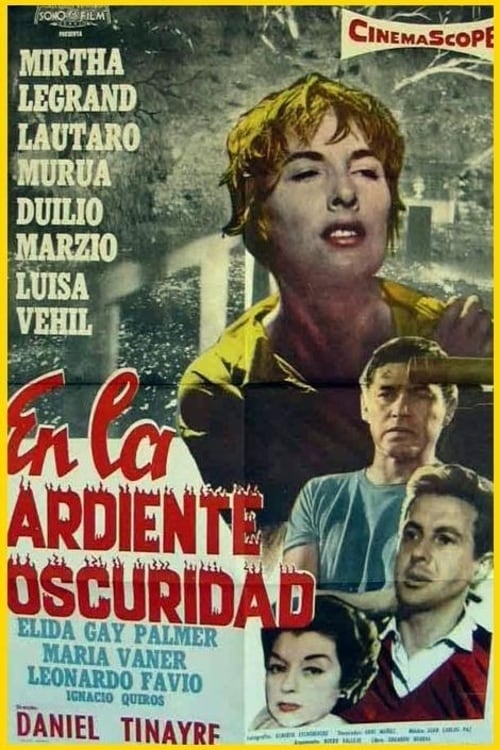 SONO FILM
PRESENTA
CINEMASCOPE
MIRTHA
LEGRAND
LAUTARO
MURUA
DUILIO
MARZIO
LUISA
VEHIL
En la
ARDIENTE
OSCURIDAD
ELIDA GAY PALMER
MARIA VANER
LEONARDO FAVIO
IGNACIO QUIROS
DANIEL TINAYRE